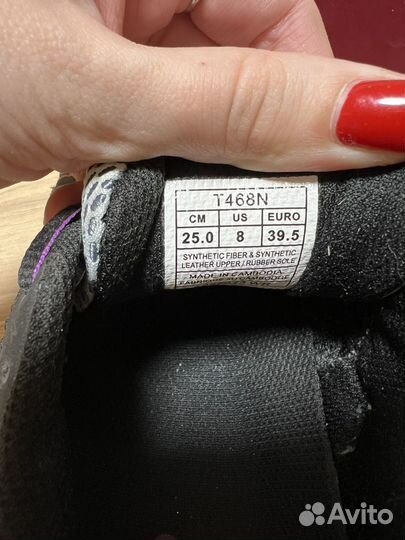 T468N
CM US EURO
25.0 8 39.5
SYNTHETIC FIBER & SYNTHETIC
LEATHER UPPER / RUBBER SOLE
MADE IN CAMBODIA
Avito